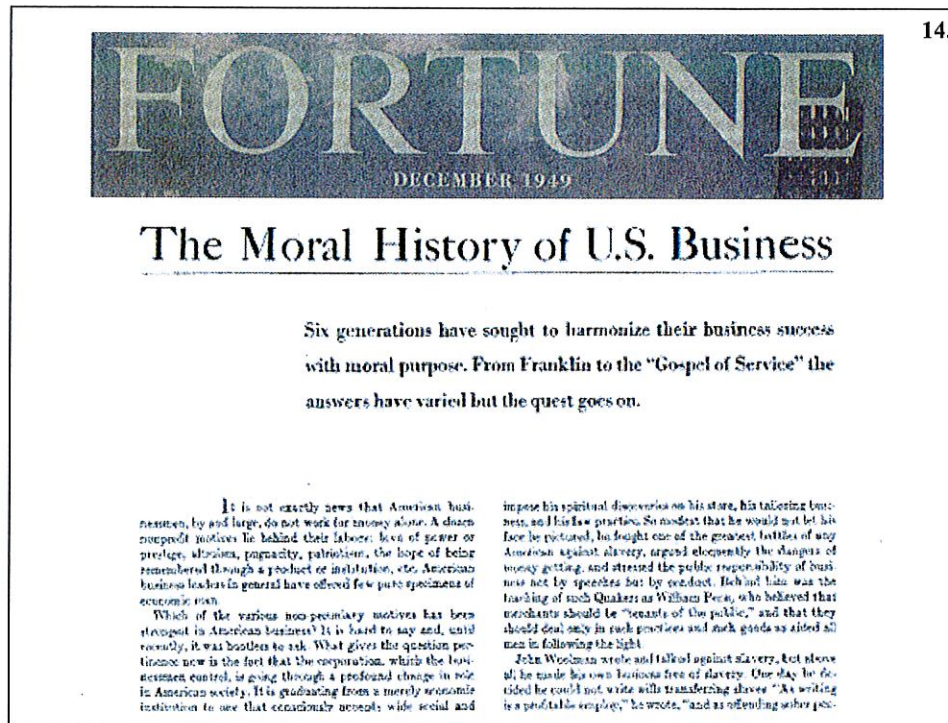 14.
FORTUNE
DECEMBER 1949
The Moral History of U.S. Business
Six generations have sought to harmonize their business success
with moral purpose. From Franklin to the “Gospel of Service” the
answers have varied but the quest goes on.
It is not exactly news that American busi-
nessmen, by and large, do not work for money alone. A dozen
nonprofit motives lie behind their labors: love of power or
prestige, altruism, pugnacity, patriotism, the hope of being
remembered through a product or institution, etc. American
business leaders in general have offered few pure specimens of
economic man.
Which of the various non-pecuniary motives has been
strongest in American business? It is hard to say and, until
recently, it was bootless to ask. What gives the question per-
tinence now is the fact that the corporation, which the busi-
nessmen control, is going through a profound change in role
in American society. It is graduating from a merely economic
institution to one that consciously accepts wide social and
impose his spiritual discoveries on his store, his tailoring busi-
ness, and his law practice. So modest that he would not let his
face be pictured, he fought one of the greatest battles of any
American against slavery, argued eloquently the dangers of
money getting, and stressed the public responsibility of busi-
ness not by speeches but by conduct. Behind him was the
teaching of such Quakers as William Penn, who believed that
merchants should be “tenants of the public,” and that they
should deal only in such practices and such goods as aided all
men in following the light
John Woolman wrote and talked against slavery, but above
all he made his own business free of slavery. One day he de-
cided he could not write wills transferring slaves “As writing
is a profitable employ,” he wrote, “and as offending sober peo-